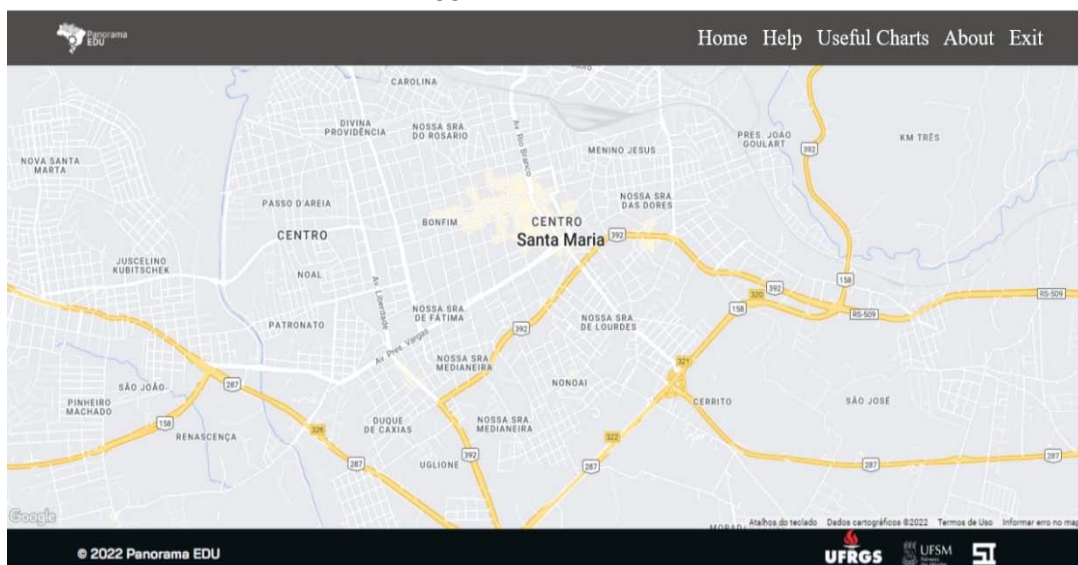 Panorama
EDU
Home Help Useful Charts About Exit
CAROLINA
DIVINA
PROVIDÊNCIA
NOSSA SRA.
DO ROSARIO
Av. Rio Branco
MENINO JESUS
PRES. JOÃO
GOULART
392
KM TRÊS
NOVA SANTA
MARTA
PASSO D'AREIA
BONFIM
NOSSA SRA
DAS DORES
CENTRO
Santa Maria
392
CENTRO
JUSCELINO
KUBITSCHEK
NOAL
Av. Liberdade
158
392
320
RS-509
158
RS-509
NOSSA SRA.
DE FÁTIMA
NOSSA SRA.
DE LOURDES
PATRONATO
Av. Pres. Vargas
392
NOSSA SRA
MEDIANEIRA
321
SÃO JOÃO
287
NONOAI
PINHEIRO
MACHADO
CERRITO
SÃO JOSÉ
158
RENASCENÇA
326
DUQUE
DE CAXIAS
NOSSA SRA.
MEDIANEIRA
322
392
287
UGLIONE
287
287
287
Google
Atalhos do teclado Dados cartográficos ©2022 Termos de Uso Informar erro no map
© 2022 Panorama EDU
UFRGS
UFSM